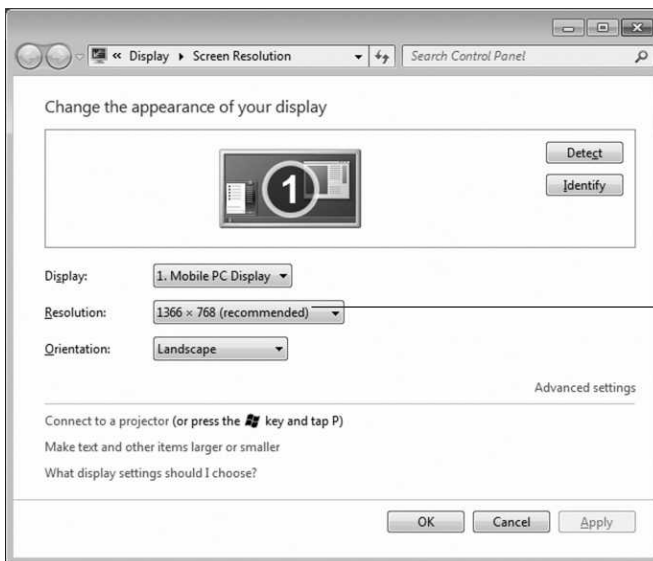 « Display ▸ Screen Resolution
Search Control Panel
Change the appearance of your display
1
Detect
Identify
Display: 1. Mobile PC Display
Resolution: 1366 × 768 (recommended)
Orientation: Landscape
Advanced settings
Connect to a projector (or press the key and tap P)
Make text and other items larger or smaller
What display settings should I choose?
OK Cancel Apply